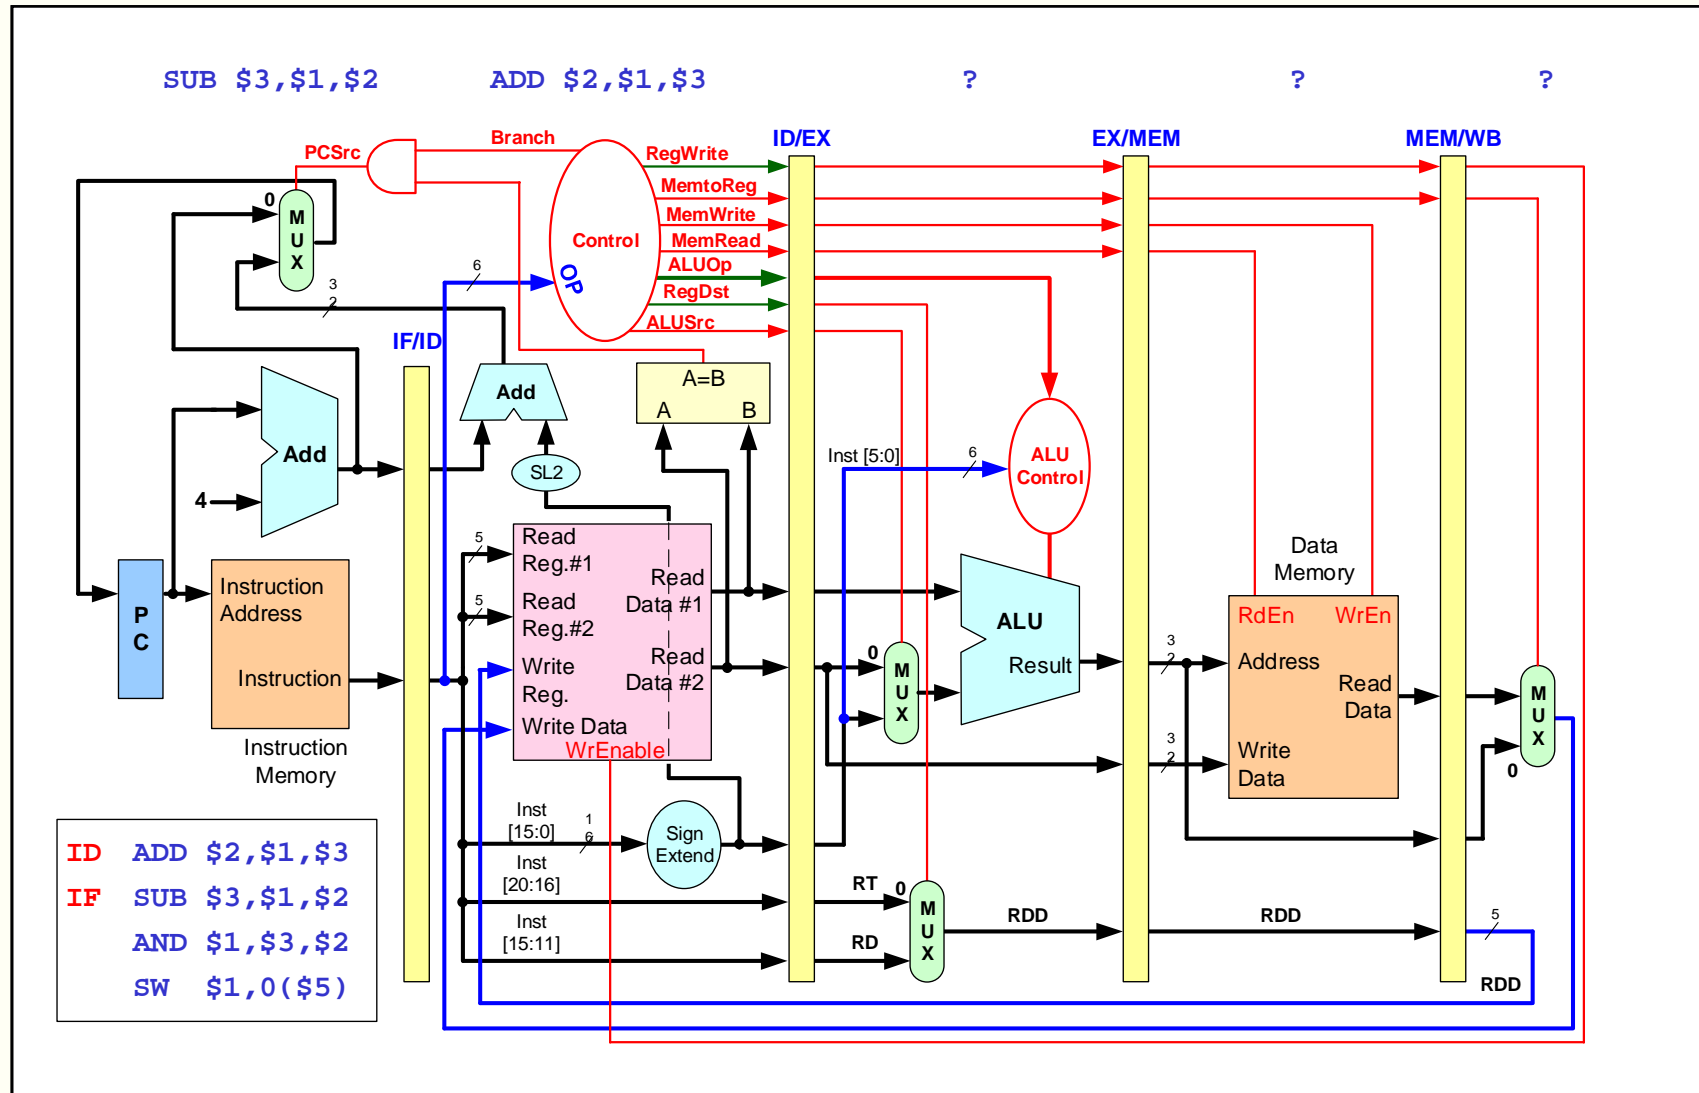 SUB $3,$1,$2 ADD $2,$1,$3 ? ? ?
ID/EX EX/MEM MEM/WB
Branch
PCSrc
RegWrite
MemtoReg
MemWrite
MemRead
ALUOp
RegDst
ALUSrc
Control
OP
6
0
M
U
X
3
2
IF/ID
Add
4
Add
SL2
A=B
A B
Inst [5:0]
6
ALU
Control
P
C
Instruction
Address
Instruction
Instruction
Memory
5
Read
Reg.#1
5
Read
Reg.#2
Write
Reg.
Write Data
WrEnable
Read
Data #1
Read
Data #2
0
M
U
X
ALU
Result
3
2
3
2
Data
Memory
RdEn WrEn
Address
Read
Data
Write
Data
M
U
X
0
Inst
[15:0]
1
6
Sign
Extend
Inst
[20:16]
Inst
[15:11]
RT
RD
0
M
U
X
RDD
RDD
5
RDD
ID ADD $2,$1,$3
IF SUB $3,$1,$2
AND $1,$3,$2
SW $1,0($5)